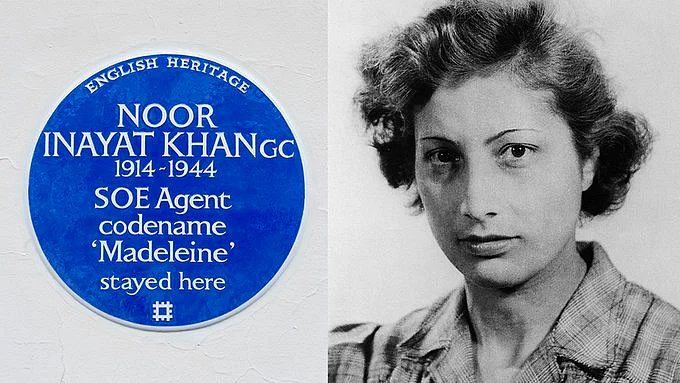 ENGLISH HERITAGE
NOOR
INAYAT KHAN GC
1914-1944
SOE Agent
codename
‘Madeleine’
stayed here